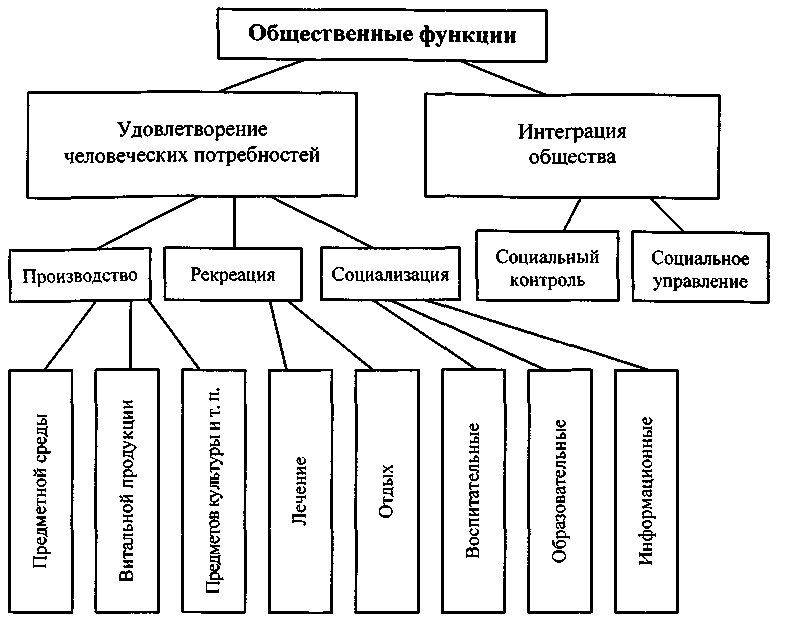 Общественные функции
Удовлетворение
человеческих потребностей
Интеграция
общества
Производство
Рекреация
Социализация
Социальный
контроль
Социальное
управление
Предметной среды
Витальной продукции
Предметов культуры и т. п.
Лечение
Отдых
Воспитательные
Образовательные
Информационные